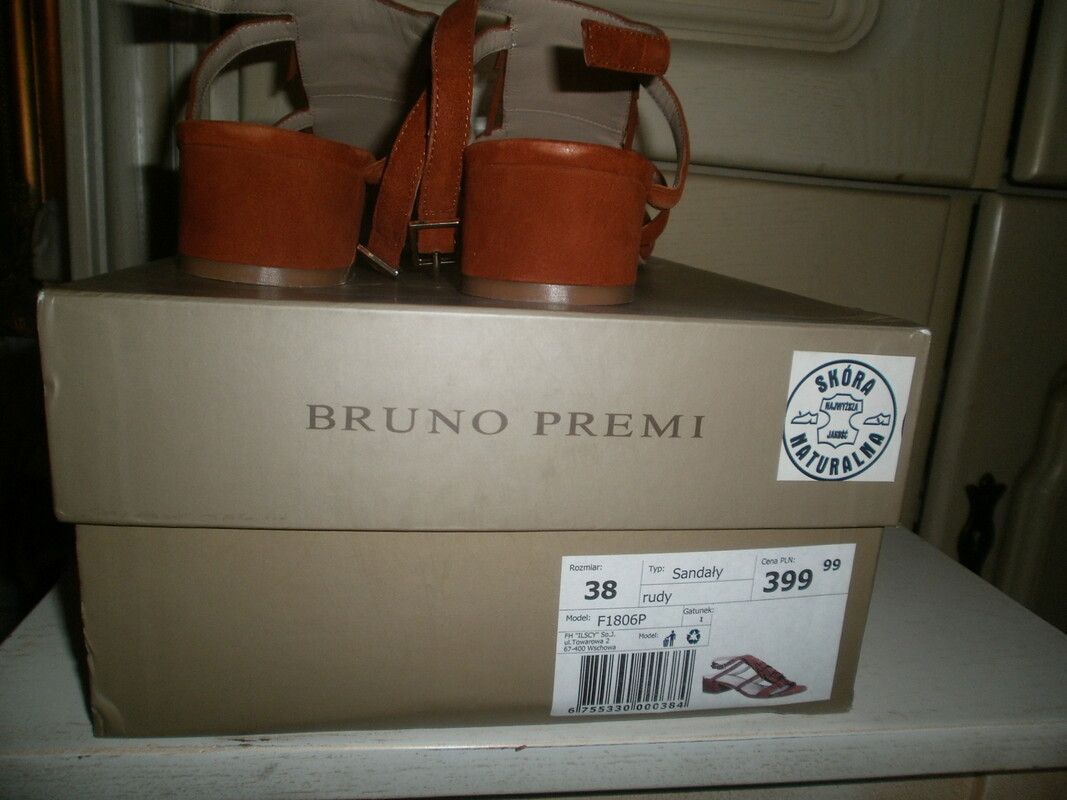 BRUNO PREMI
SKÓRA
NAJWYŻSZA
JAKOŚĆ
NATURALNA
Rozmiar:
38
Typ: Sandały
rudy
Cena PLN:
399 99
Model: F1806P
Gatunek:
1
FH "ILSCY" Sp.J.
ul.Towarowa 2
67-400 Wschowa
Model:
6 755330 000384